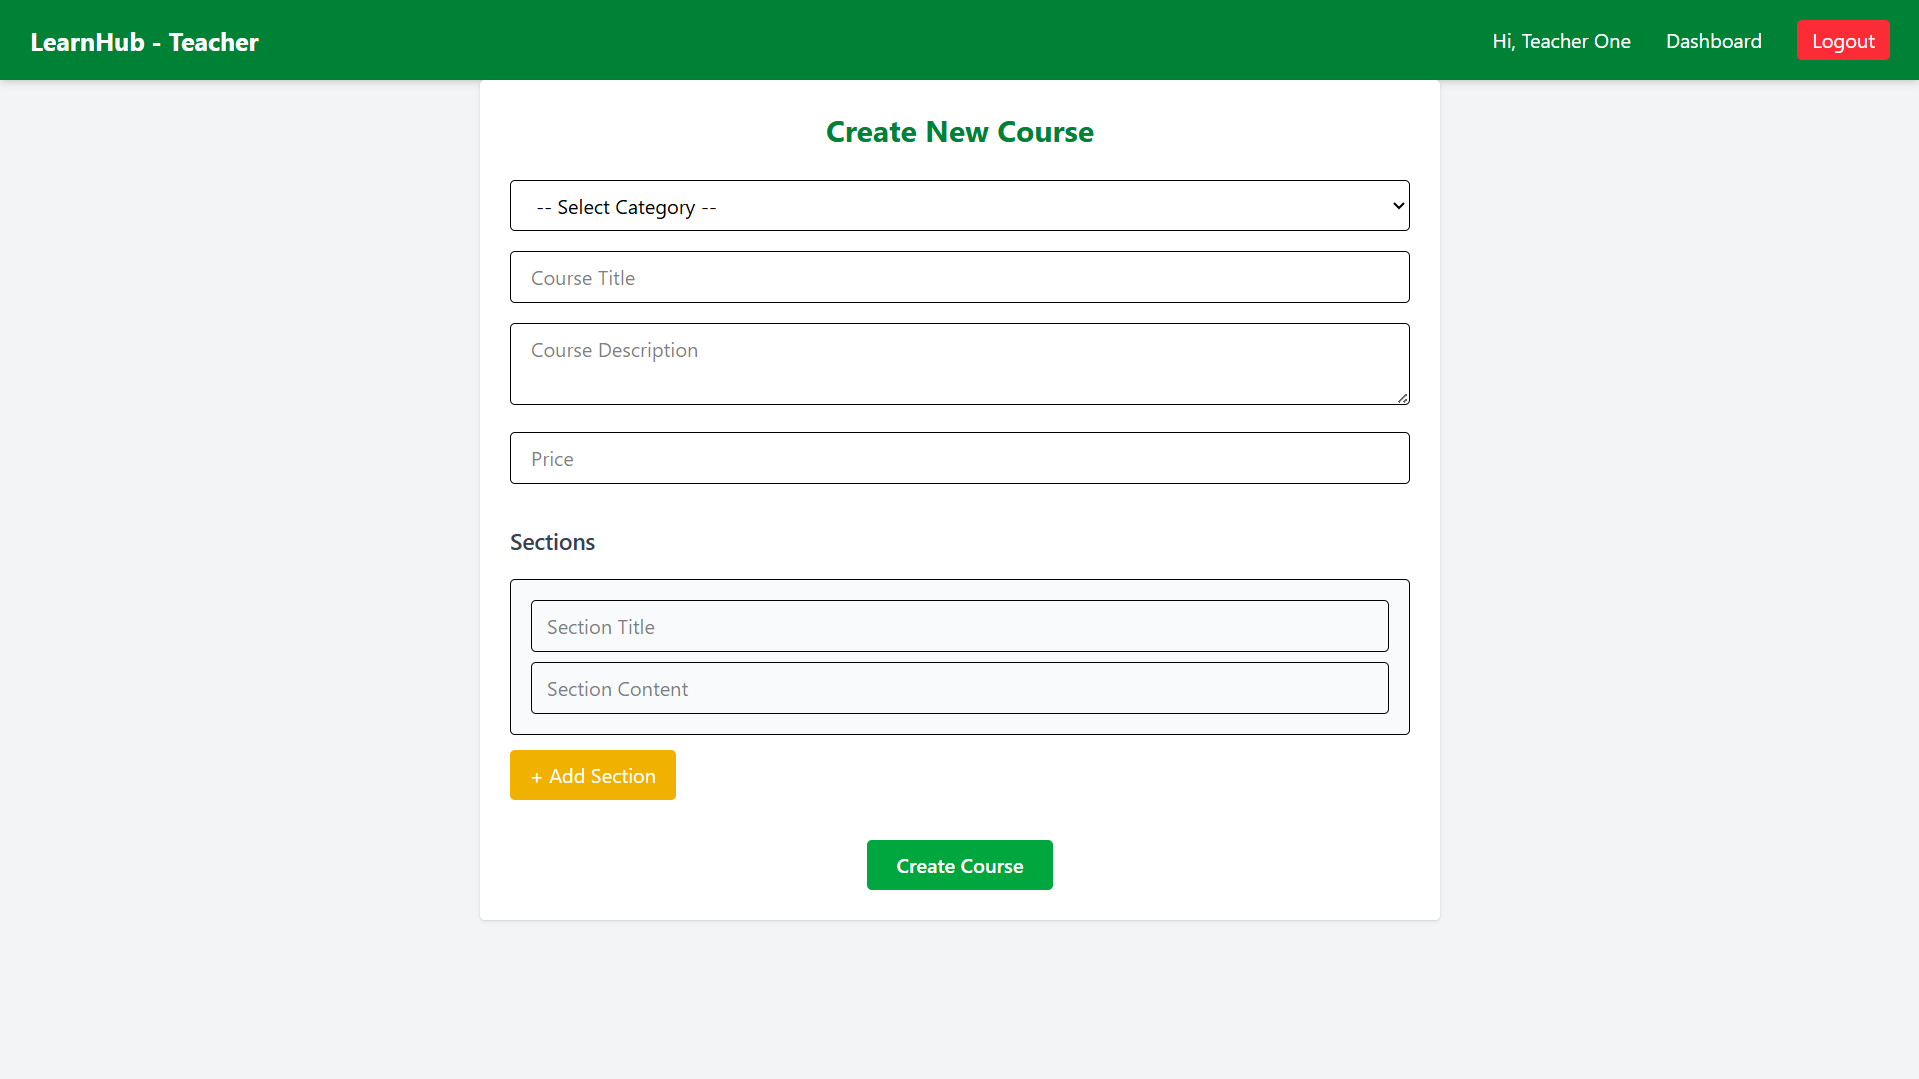 LearnHub - Teacher
Hi, Teacher One
Dashboard
Logout
Create New Course
-- Select Category --
Course Title
Course Description
Price
Sections
Section Title
Section Content
+ Add Section
Create Course